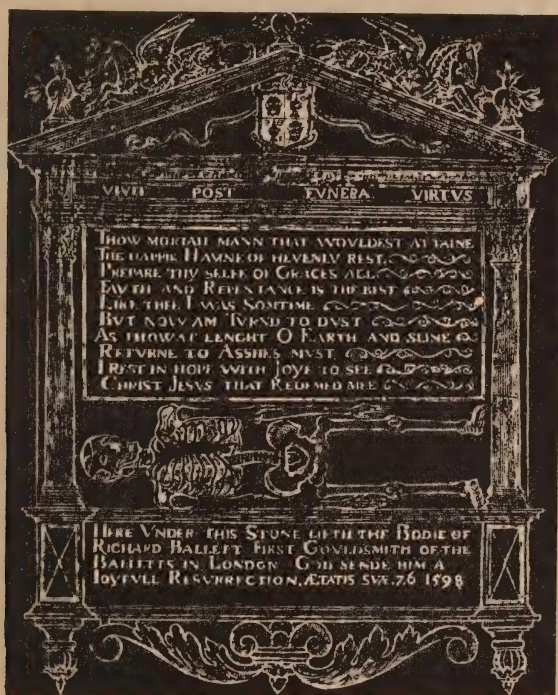 VIVIT POST FVNERA VIRTVS
THOW MORTALL MANN THAT WOVLDEST ATTAINE
THE HAPPIE HAVNE OF HEVENLY REST,
PREPARE THY SELFE OF GRACES ALL
FAYTH AND REPENTANCE IS THE BEST
LIKE THEE I WAS SOMTIME
BUT NOW AM TVRND TO DVST
AS THOW AT LENGHT O EARTH AND SLINE
RETVRNE TO ASSHES MVST
I REST IN HOPE WITH JOYE TO SEE
CHRIST JESVS THAT REDEMED MEE
HERE VNDER THIS STONE LIETH THE BODIE OF
RICHARD BALLETT FIRST GOVLDSMITH OF THE
BALLETTS IN LONDON GOD SENDE HIM A
IOYFVLL RESVRRECTION, ÆTATIS SVÆ. 76 1598